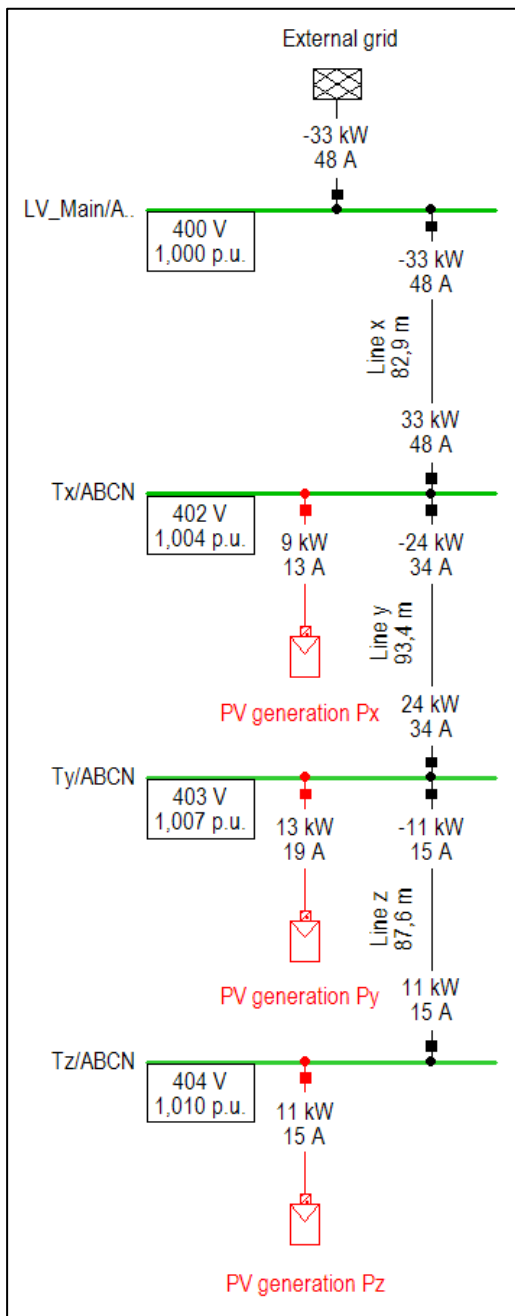 External grid
-33 kW
48 A
LV_Main/A..
400 V
1,000 p.u.
-33 kW
48 A
Line x
82,9 m
33 kW
48 A
Tx/ABCN
402 V
1,004 p.u.
9 kW
13 A
-24 kW
34 A
Line y
93,4 m
PV generation Px
24 kW
34 A
Ty/ABCN
403 V
1,007 p.u.
13 kW
19 A
-11 kW
15 A
Line z
87,6 m
PV generation Py
11 kW
15 A
Tz/ABCN
404 V
1,010 p.u.
11 kW
15 A
PV generation Pz